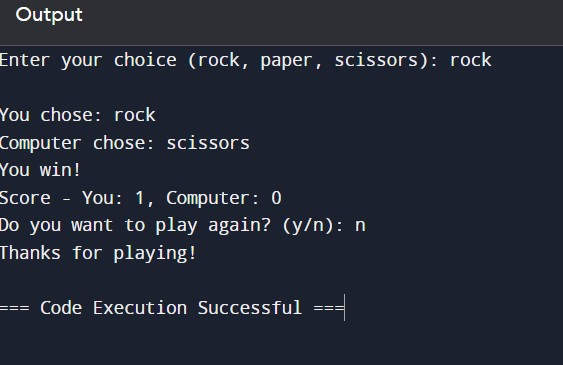 Output
Enter your choice (rock, paper, scissors): rock
You chose: rock
Computer chose: scissors
You win!
Score - You: 1, Computer: 0
Do you want to play again? (y/n): n
Thanks for playing!
=== Code Execution Successful ===